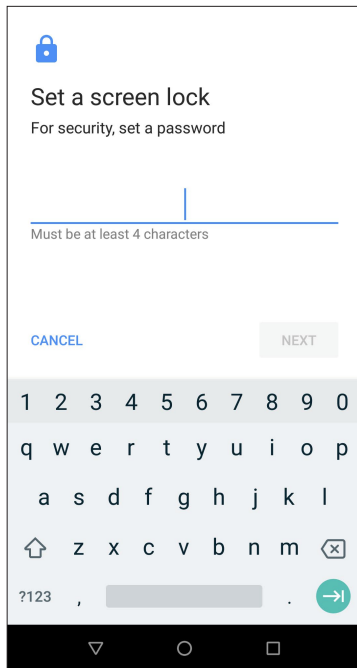 Set a screen lock
For security, set a password
Must be at least 4 characters
CANCEL NEXT
1 2 3 4 5 6 7 8 9 0
q w e r t y u i o p
a s d f g h j k l
z x c v b n m
?123 , .